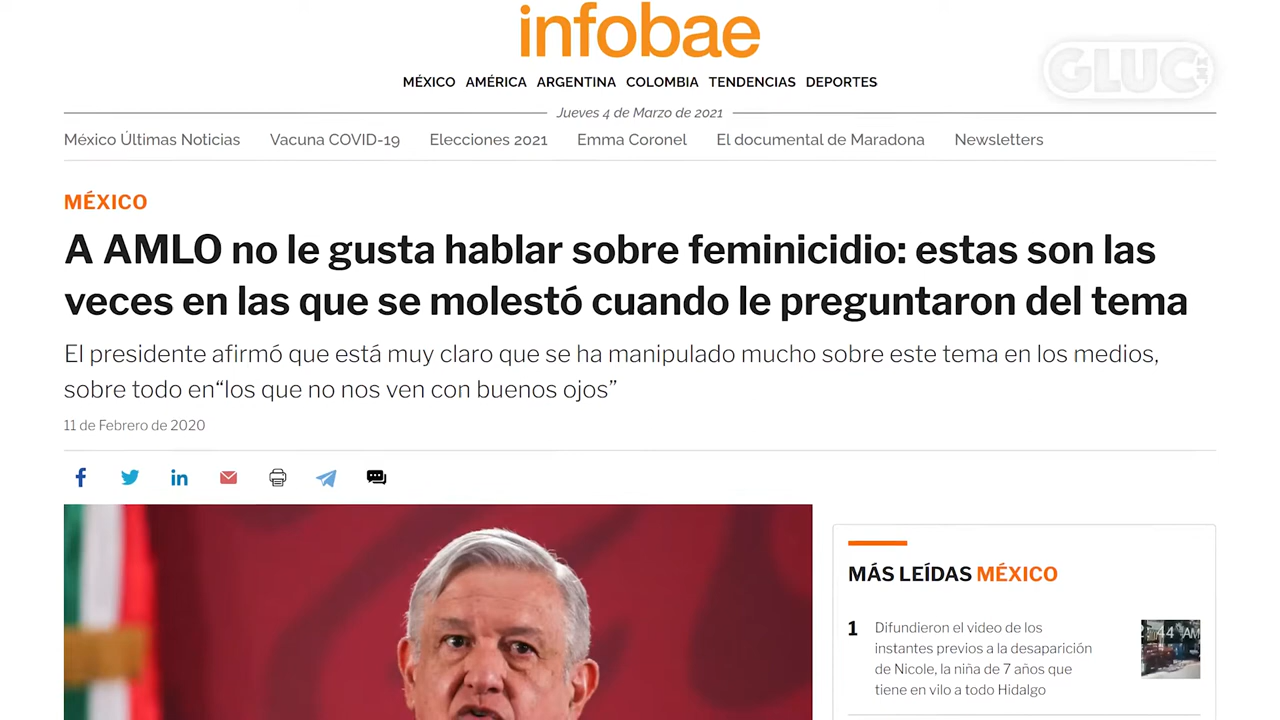 infobae
GLUC MX
MÉXICO AMÉRICA ARGENTINA COLOMBIA TENDENCIAS DEPORTES
Jueves 4 de Marzo de 2021
México Últimas Noticias Vacuna COVID-19 Elecciones 2021 Emma Coronel El documental de Maradona Newsletters
MÉXICO
A AMLO no le gusta hablar sobre feminicidio: estas son las
veces en las que se molestó cuando le preguntaron del tema
El presidente afirmó que está muy claro que se ha manipulado mucho sobre este tema en los medios,
sobre todo en“los que no nos ven con buenos ojos”
11 de Febrero de 2020
MÁS LEÍDAS MÉXICO
1 Difundieron el video de los
instantes previos a la desaparición
de Nicole, la niña de 7 años que
tiene en vilo a todo Hidalgo